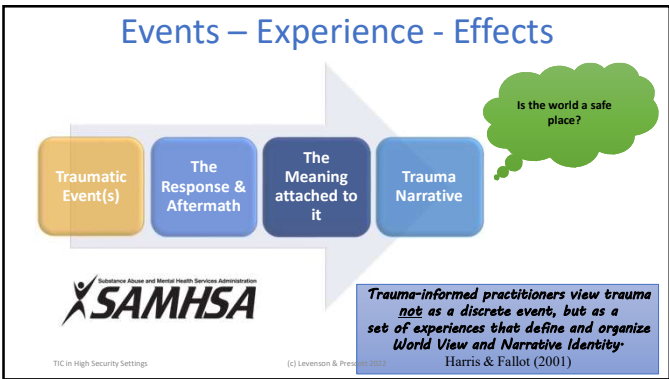 Events – Experience - Effects
Is the world a safe
place?
Traumatic
Event(s)
The
Response &
Aftermath
The
Meaning
attached to
it
Trauma
Narrative
Substance Abuse and Mental Health Services Administration
SAMHSA
Trauma-informed practitioners view trauma
not as a discrete event, but as a
set of experiences that define and organize
World View and Narrative Identity.
Harris & Fallot (2001)
TIC in High Security Settings
(c) Levenson & Prescott 2022